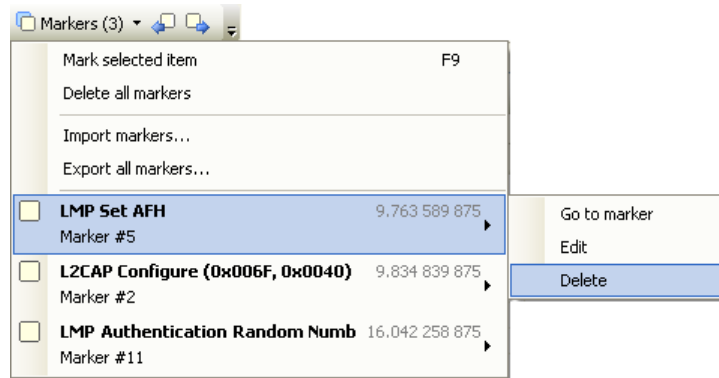 Markers (3)
Mark selected item F9
Delete all markers
Import markers...
Export all markers...
LMP Set AFH 9.763 589 875
Marker #5
L2CAP Configure (0x006F, 0x0040) 9.834 839 875
Marker #2
LMP Authentication Random Numb 16.042 258 875
Marker #11
Go to marker
Edit
Delete